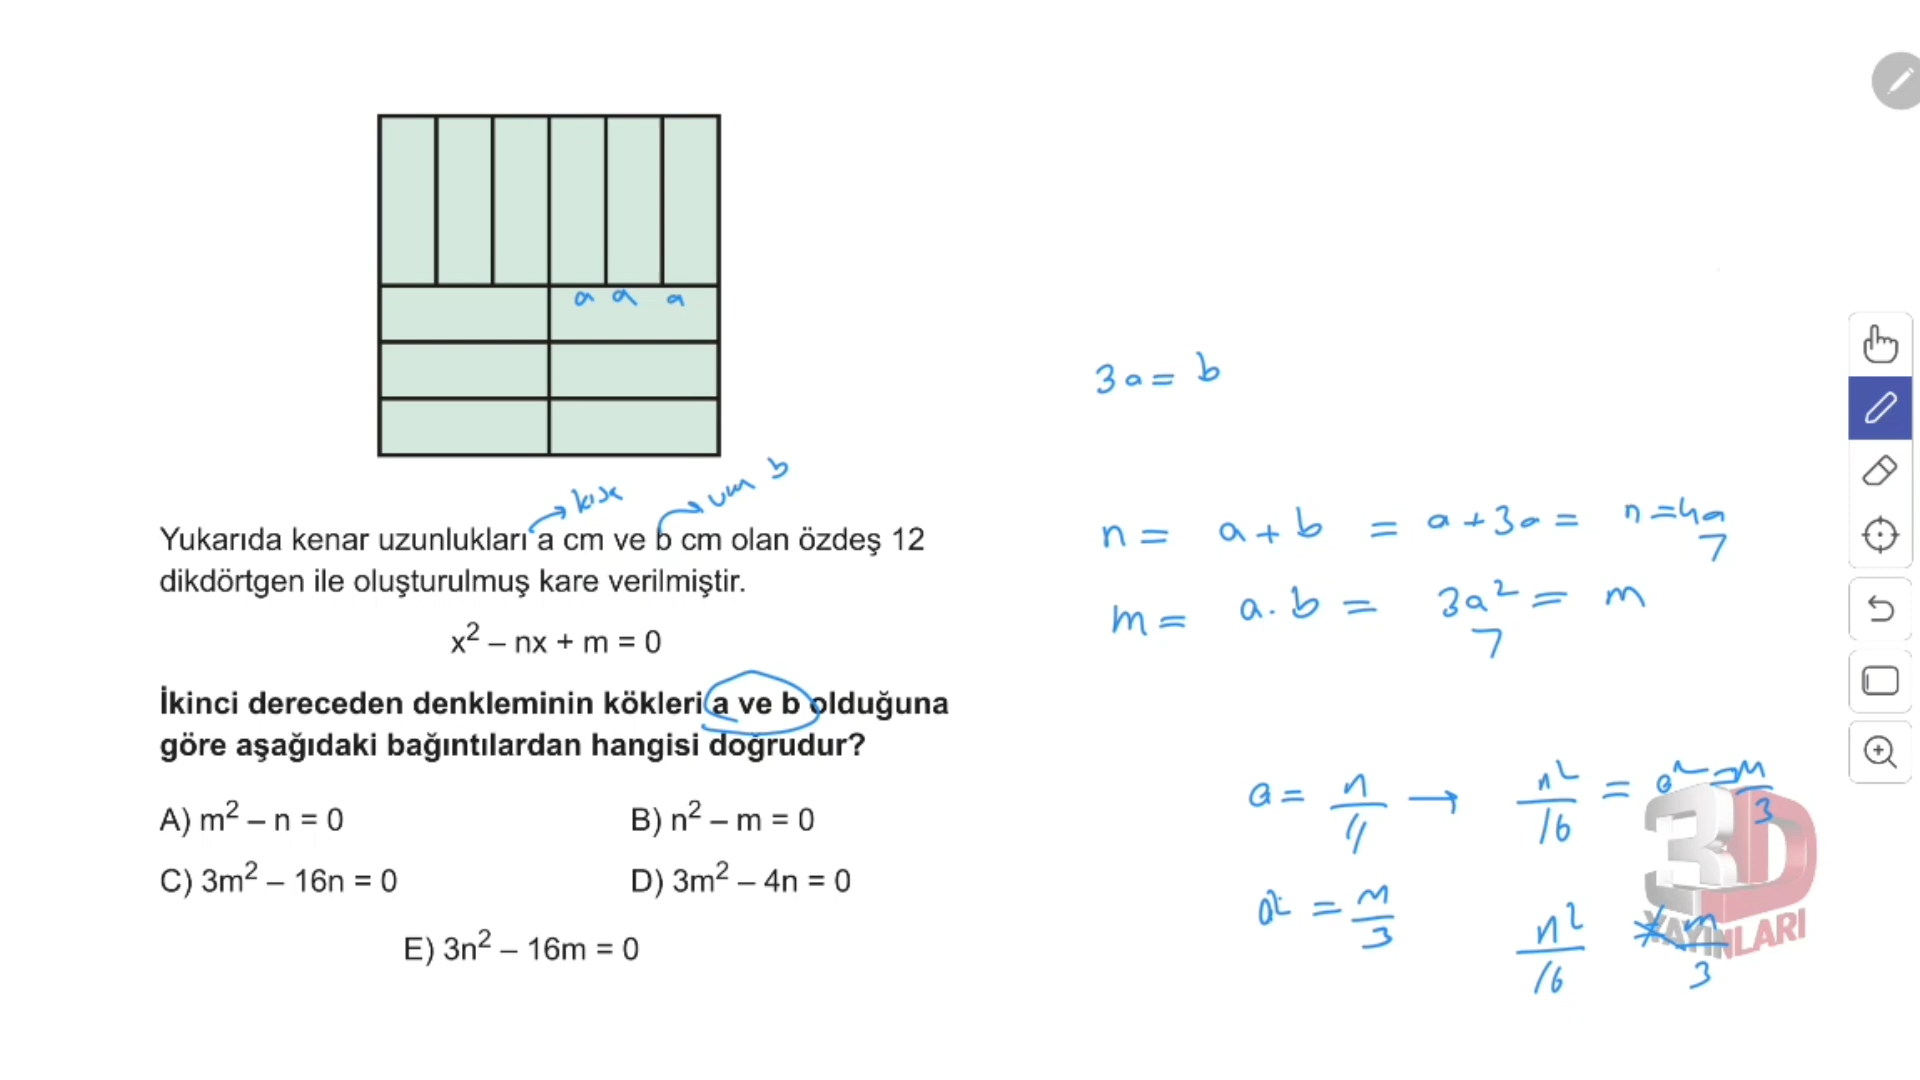 a a a
kısa
b
Yukarıda kenar uzunlukları a cm ve b cm olan özdeş 12
dikdörtgen ile oluşturulmuş kare verilmiştir.
x² – nx + m = 0
İkinci dereceden denkleminin kökleri a ve b olduğuna
göre aşağıdaki bağıntılardan hangisi doğrudur?
A) m² – n = 0
B) n² – m = 0
C) 3m² – 16n = 0
D) 3m² – 4n = 0
E) 3n² – 16m = 0
3a = b
n = a + b = a + 3a = n = 4a
m = a . b = 3a² = m
a = n/4 → n²/16 = a² = m/3
a² = m/3
n²/16 = m/3
3D
YAYINLARI